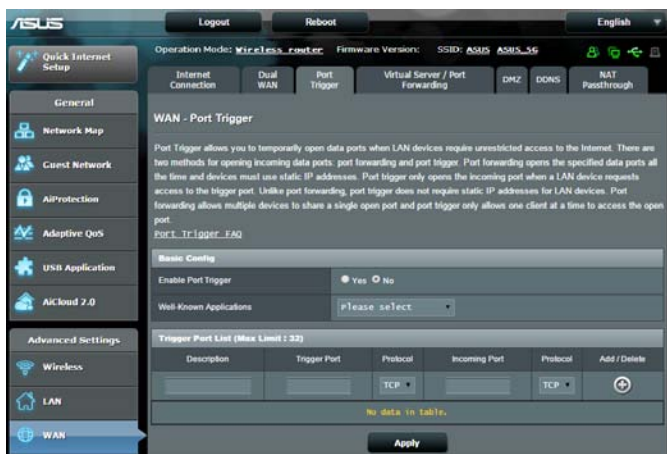 ASUS
Logout
Reboot
English
Quick Internet Setup
Operation Mode: Wireless router Firmware Version: SSID: ASUS ASUS_5G
Internet Connection
Dual WAN
Port Trigger
Virtual Server / Port Forwarding
DMZ
DDNS
NAT Passthrough
General
Network Map
Guest Network
AiProtection
Adaptive QoS
USB Application
AiCloud 2.0
Advanced Settings
Wireless
LAN
WAN
WAN - Port Trigger
Port Trigger allows you to temporarily open data ports when LAN devices require unrestricted access to the Internet. There are
two methods for opening incoming data ports: port forwarding and port trigger. Port forwarding opens the specified data ports all
the time and devices must use static IP addresses. Port trigger only opens the incoming port when a LAN device requests
access to the trigger port. Unlike port forwarding, port trigger does not require static IP addresses for LAN devices. Port
forwarding allows multiple devices to share a single open port and port trigger only allows one client at a time to access the open
port.
Port Trigger FAQ
Basic Config
Enable Port Trigger Yes No
Well-Known Applications Please select
Trigger Port List (Max Limit : 32)
Description Trigger Port Protocol Incoming Port Protocol Add / Delete
TCP TCP
No data in table.
Apply